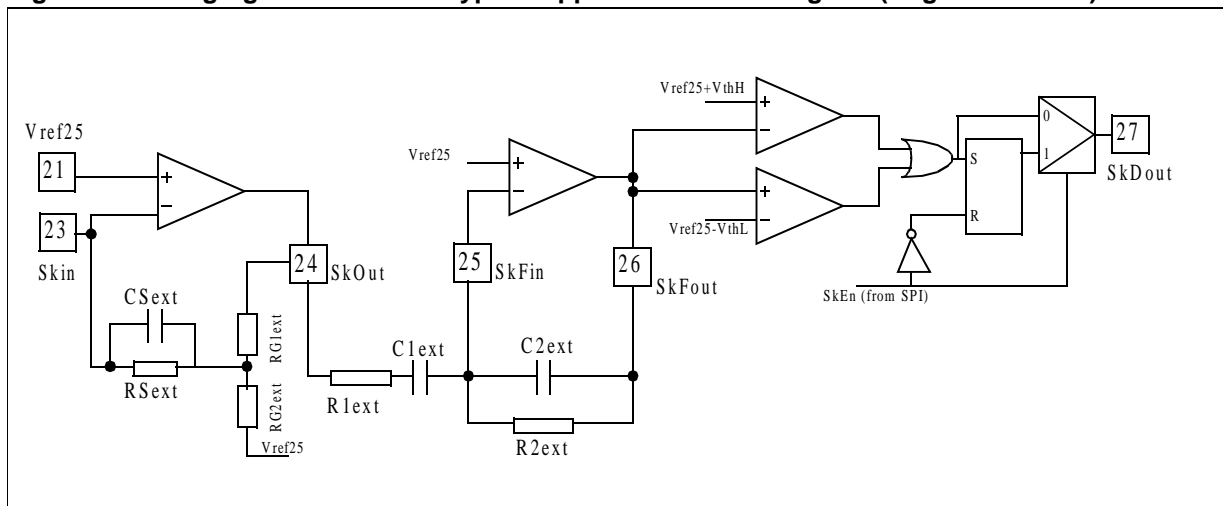 Vref25
21
23
Skin
CSext
RSext
RG1ext
RG2ext
Vref25
24
SkOut
R1ext
C1ext
Vref25
25
SkFin
C2ext
R2ext
26
SkFout
Vref25+VthH
Vref25-VthL
S
R
0
1
27
SkDout
SkEn (from SPI)
+
−
+
−
+
−
+
−